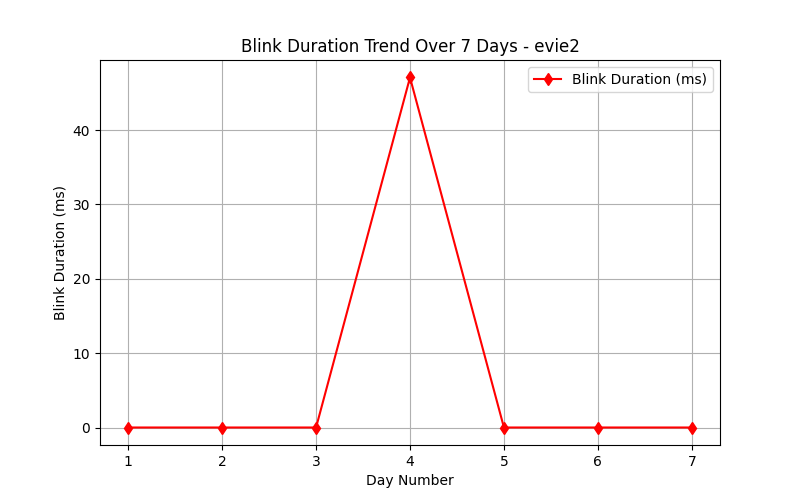 Blink Duration Trend Over 7 Days - evie2
Blink Duration (ms)
Blink Duration (ms)
40
30
20
10
0
1 2 3 4 5 6 7
Day Number